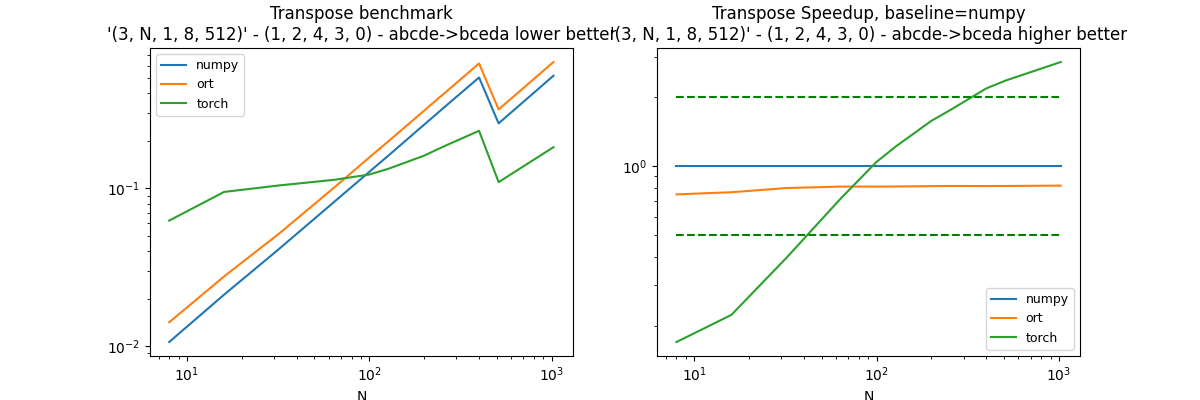 Transpose benchmark
'(3, N, 1, 8, 512)' - (1, 2, 4, 3, 0) - abcde->bceda lower better
numpy
ort
torch
10⁻¹
10⁻²
10¹
10²
10³
N
Transpose Speedup, baseline=numpy
'(3, N, 1, 8, 512)' - (1, 2, 4, 3, 0) - abcde->bceda higher better
10⁰
numpy
ort
torch
10¹
10²
10³
N